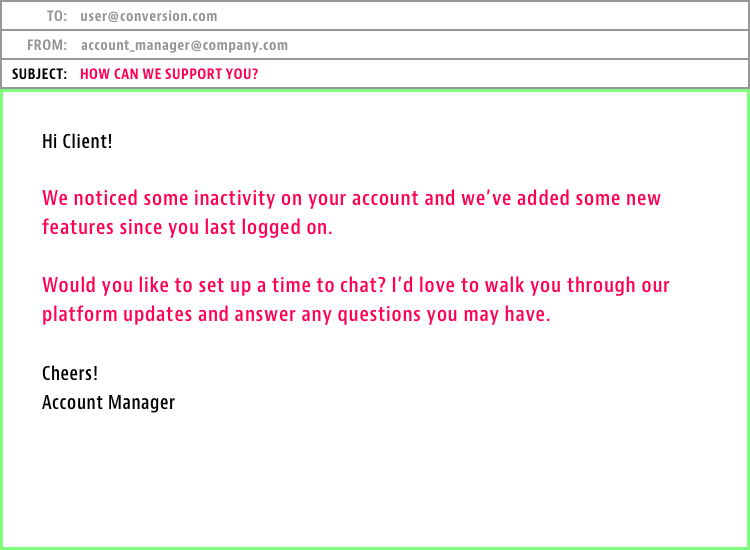 TO: user@conversion.com
FROM: account_manager@company.com
SUBJECT: HOW CAN WE SUPPORT YOU?
Hi Client!
We noticed some inactivity on your account and we’ve added some new
features since you last logged on.
Would you like to set up a time to chat? I’d love to walk you through our
platform updates and answer any questions you may have.
Cheers!
Account Manager